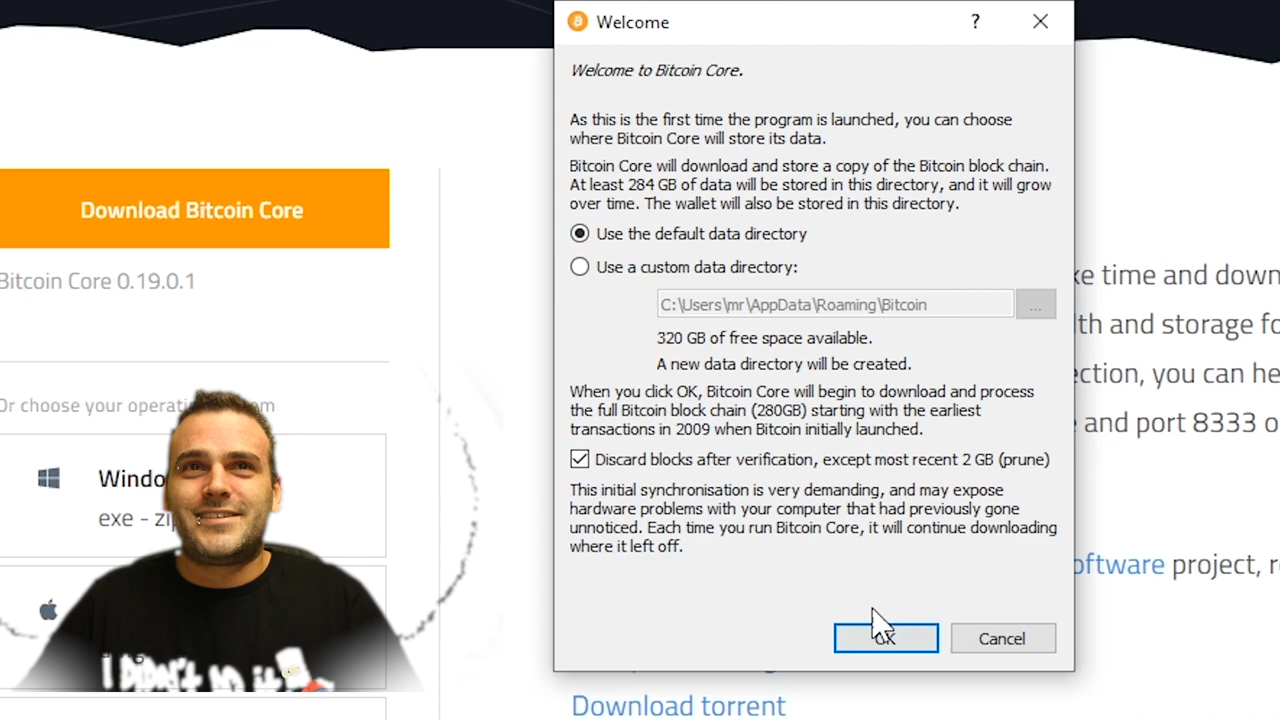 Welcome
?
Welcome to Bitcoin Core.
As this is the first time the program is launched, you can choose
where Bitcoin Core will store its data.
Bitcoin Core will download and store a copy of the Bitcoin block chain.
At least 284 GB of data will be stored in this directory, and it will grow
over time. The wallet will also be stored in this directory.
Use the default data directory
Use a custom data directory:
C:\Users\mr\AppData\Roaming\Bitcoin
...
320 GB of free space available.
A new data directory will be created.
When you click OK, Bitcoin Core will begin to download and process
the full Bitcoin block chain (280GB) starting with the earliest
transactions in 2009 when Bitcoin initially launched.
Discard blocks after verification, except most recent 2 GB (prune)
This initial synchronisation is very demanding, and may expose
hardware problems with your computer that had previously gone
unnoticed. Each time you run Bitcoin Core, it will continue downloading
where it left off.
OK
Cancel
Download Bitcoin Core
Bitcoin Core 0.19.0.1
Or choose your operati
Windo
exe - zip
I DIDN'T DO IT
ke time and down
lth and storage fo
ection, you can he
and port 8333 o
oftware project, r
Download torrent